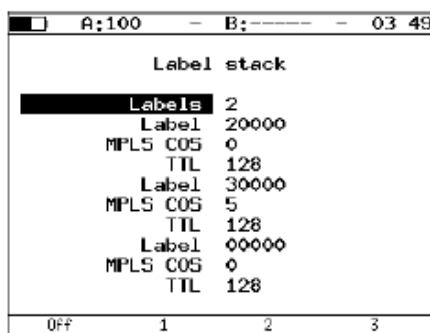 A:100 - B:----- - 03 49
Label stack
Labels 2
Label 20000
MPLS COS 0
TTL 128
Label 30000
MPLS COS 5
TTL 128
Label 00000
MPLS COS 0
TTL 128
Off 1 2 3